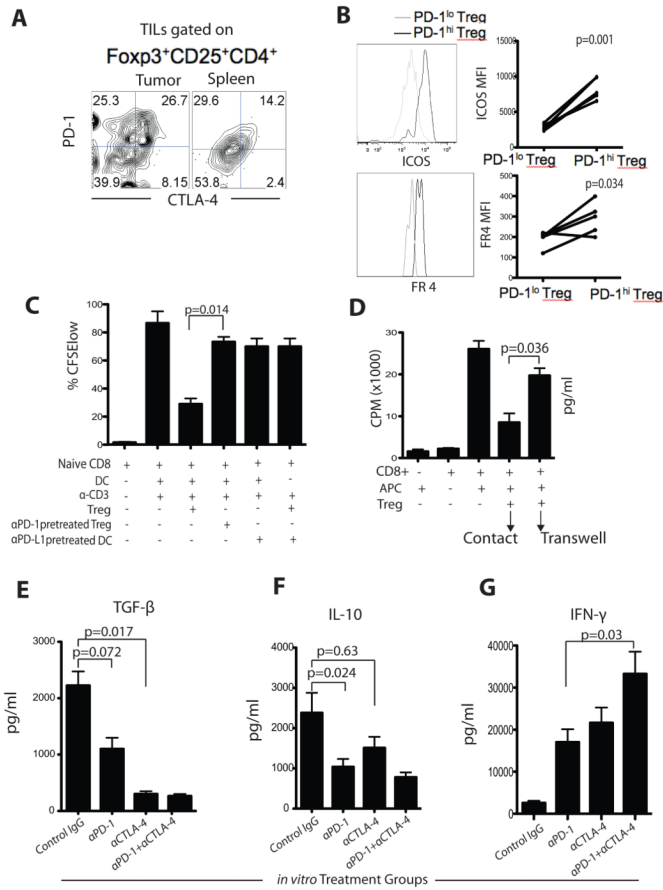 A
TILs gated on
Foxp3+CD25+CD4+
Tumor Spleen
25.3 26.7 29.6 14.2
PD-1
39.9 8.15 53.8 2.4
CTLA-4
B
PD-1lo Treg
PD-1hi Treg
ICOS
p=0.001
ICOS MFI
15000
10000
5000
0
PD-1lo Treg PD-1hi Treg
FR 4
p=0.034
FR4 MFI
500
400
300
200
100
0
PD-1lo Treg PD-1hi Treg
C
% CFSElow
100
80
60
40
20
0
p=0.014
Naive CD8 + + + + + +
DC - + + + + -
α-CD3 - + + + + +
Treg - - + - - +
αPD-1pretreated Treg - - - + - -
αPD-L1pretreated DC - - - - + +
D
CPM (x1000)
30
20
10
0
p=0.036
pg/ml
CD8+ - + + + +
APC + - + + +
Treg - - - + +
Contact Transwell
E
TGF-β
pg/ml
3000
2000
1000
0
p=0.017
p=0.072
Control IgG αPD-1 αCTLA-4 αPD-1+αCTLA-4
F
IL-10
pg/ml
4000
3000
2000
1000
0
p=0.63
p=0.024
Control IgG αPD-1 αCTLA-4 αPD-1+αCTLA-4
G
IFN-γ
pg/ml
40000
30000
20000
10000
0
p=0.03
Control IgG αPD-1 αCTLA-4 αPD-1+αCTLA-4
in vitro Treatment Groups